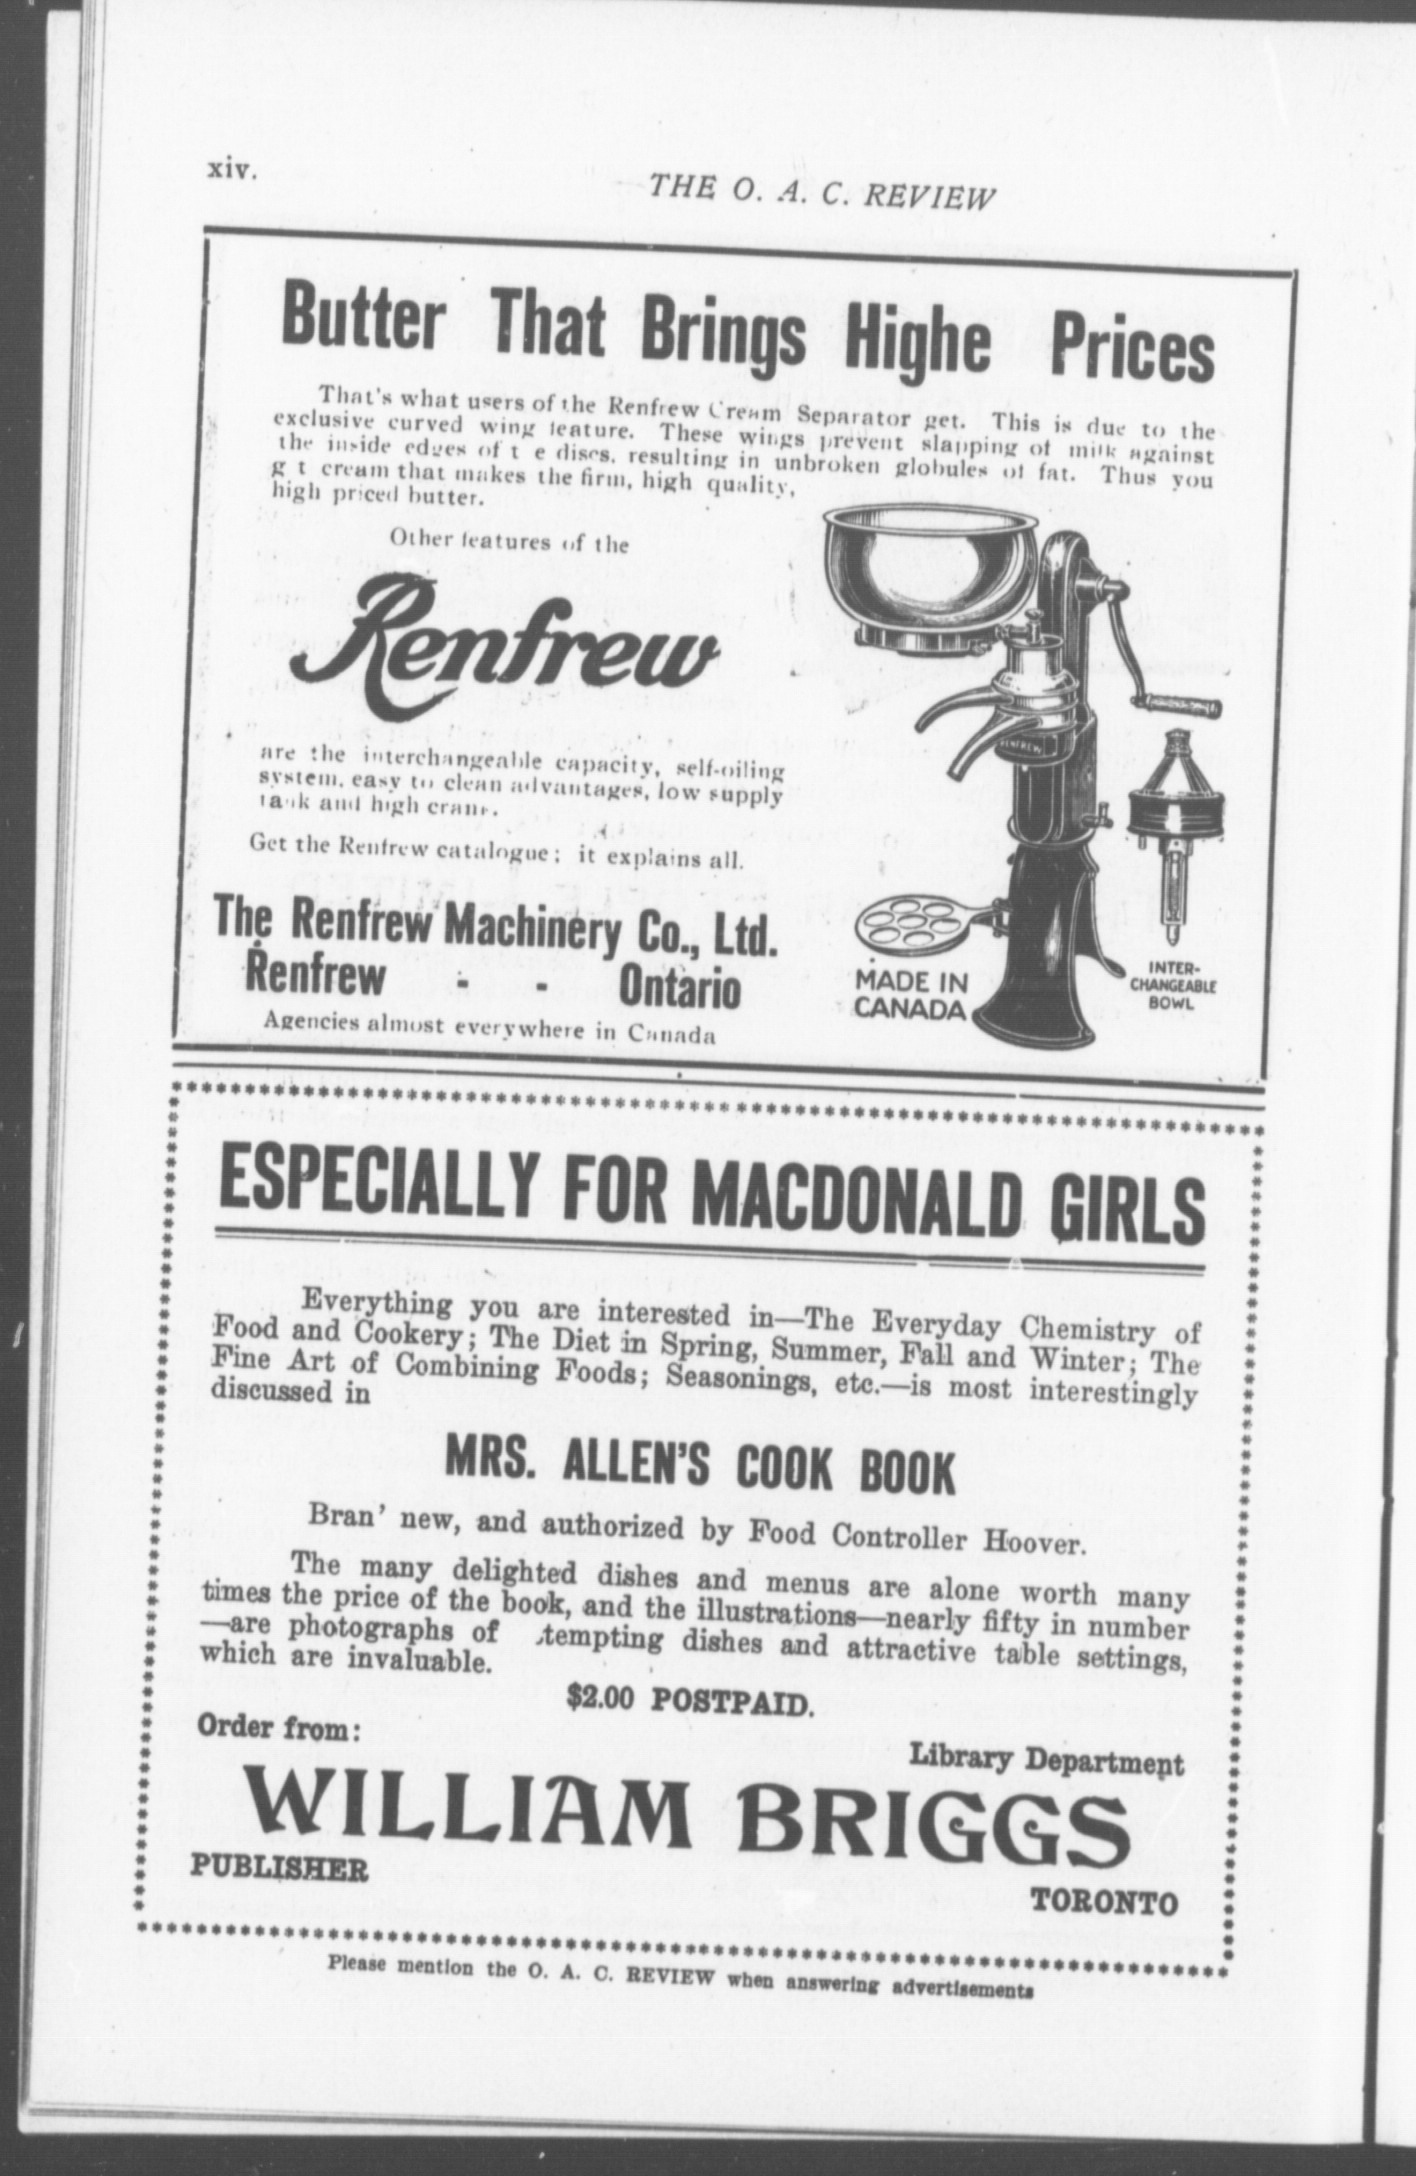 xiv.
THE O. A. C. REVIEW
Butter That Brings Highe Prices
That's what users of the Renfrew Cream Separator get. This is due to the
exclusive curved wing feature. These wings prevent slapping of milk against
the inside edges of t e discs, resulting in unbroken globules of fat. Thus you
g t cream that makes the firm, high quality,
high priced butter.
Other features of the
Renfrew
are the interchangeable capacity, self-oiling
system, easy to clean advantages, low supply
tank and high crank.
Get the Renfrew catalogue; it explains all.
The Renfrew Machinery Co., Ltd.
Renfrew - - Ontario
Agencies almost everywhere in Canada
RENFREW
MADE IN
CANADA
INTER-
CHANGEABLE
BOWL
ESPECIALLY FOR MACDONALD GIRLS
Everything you are interested in—The Everyday Chemistry of
Food and Cookery; The Diet in Spring, Summer, Fall and Winter; The
Fine Art of Combining Foods; Seasonings, etc.—is most interestingly
discussed in
MRS. ALLEN'S COOK BOOK
Bran' new, and authorized by Food Controller Hoover.
The many delighted dishes and menus are alone worth many
times the price of the book, and the illustrations—nearly fifty in number
—are photographs of tempting dishes and attractive table settings,
which are invaluable.
$2.00 POSTPAID.
Order from:
Library Department
WILLIAM BRIGGS
PUBLISHER
TORONTO
Please mention the O. A. C. REVIEW when answering advertisements